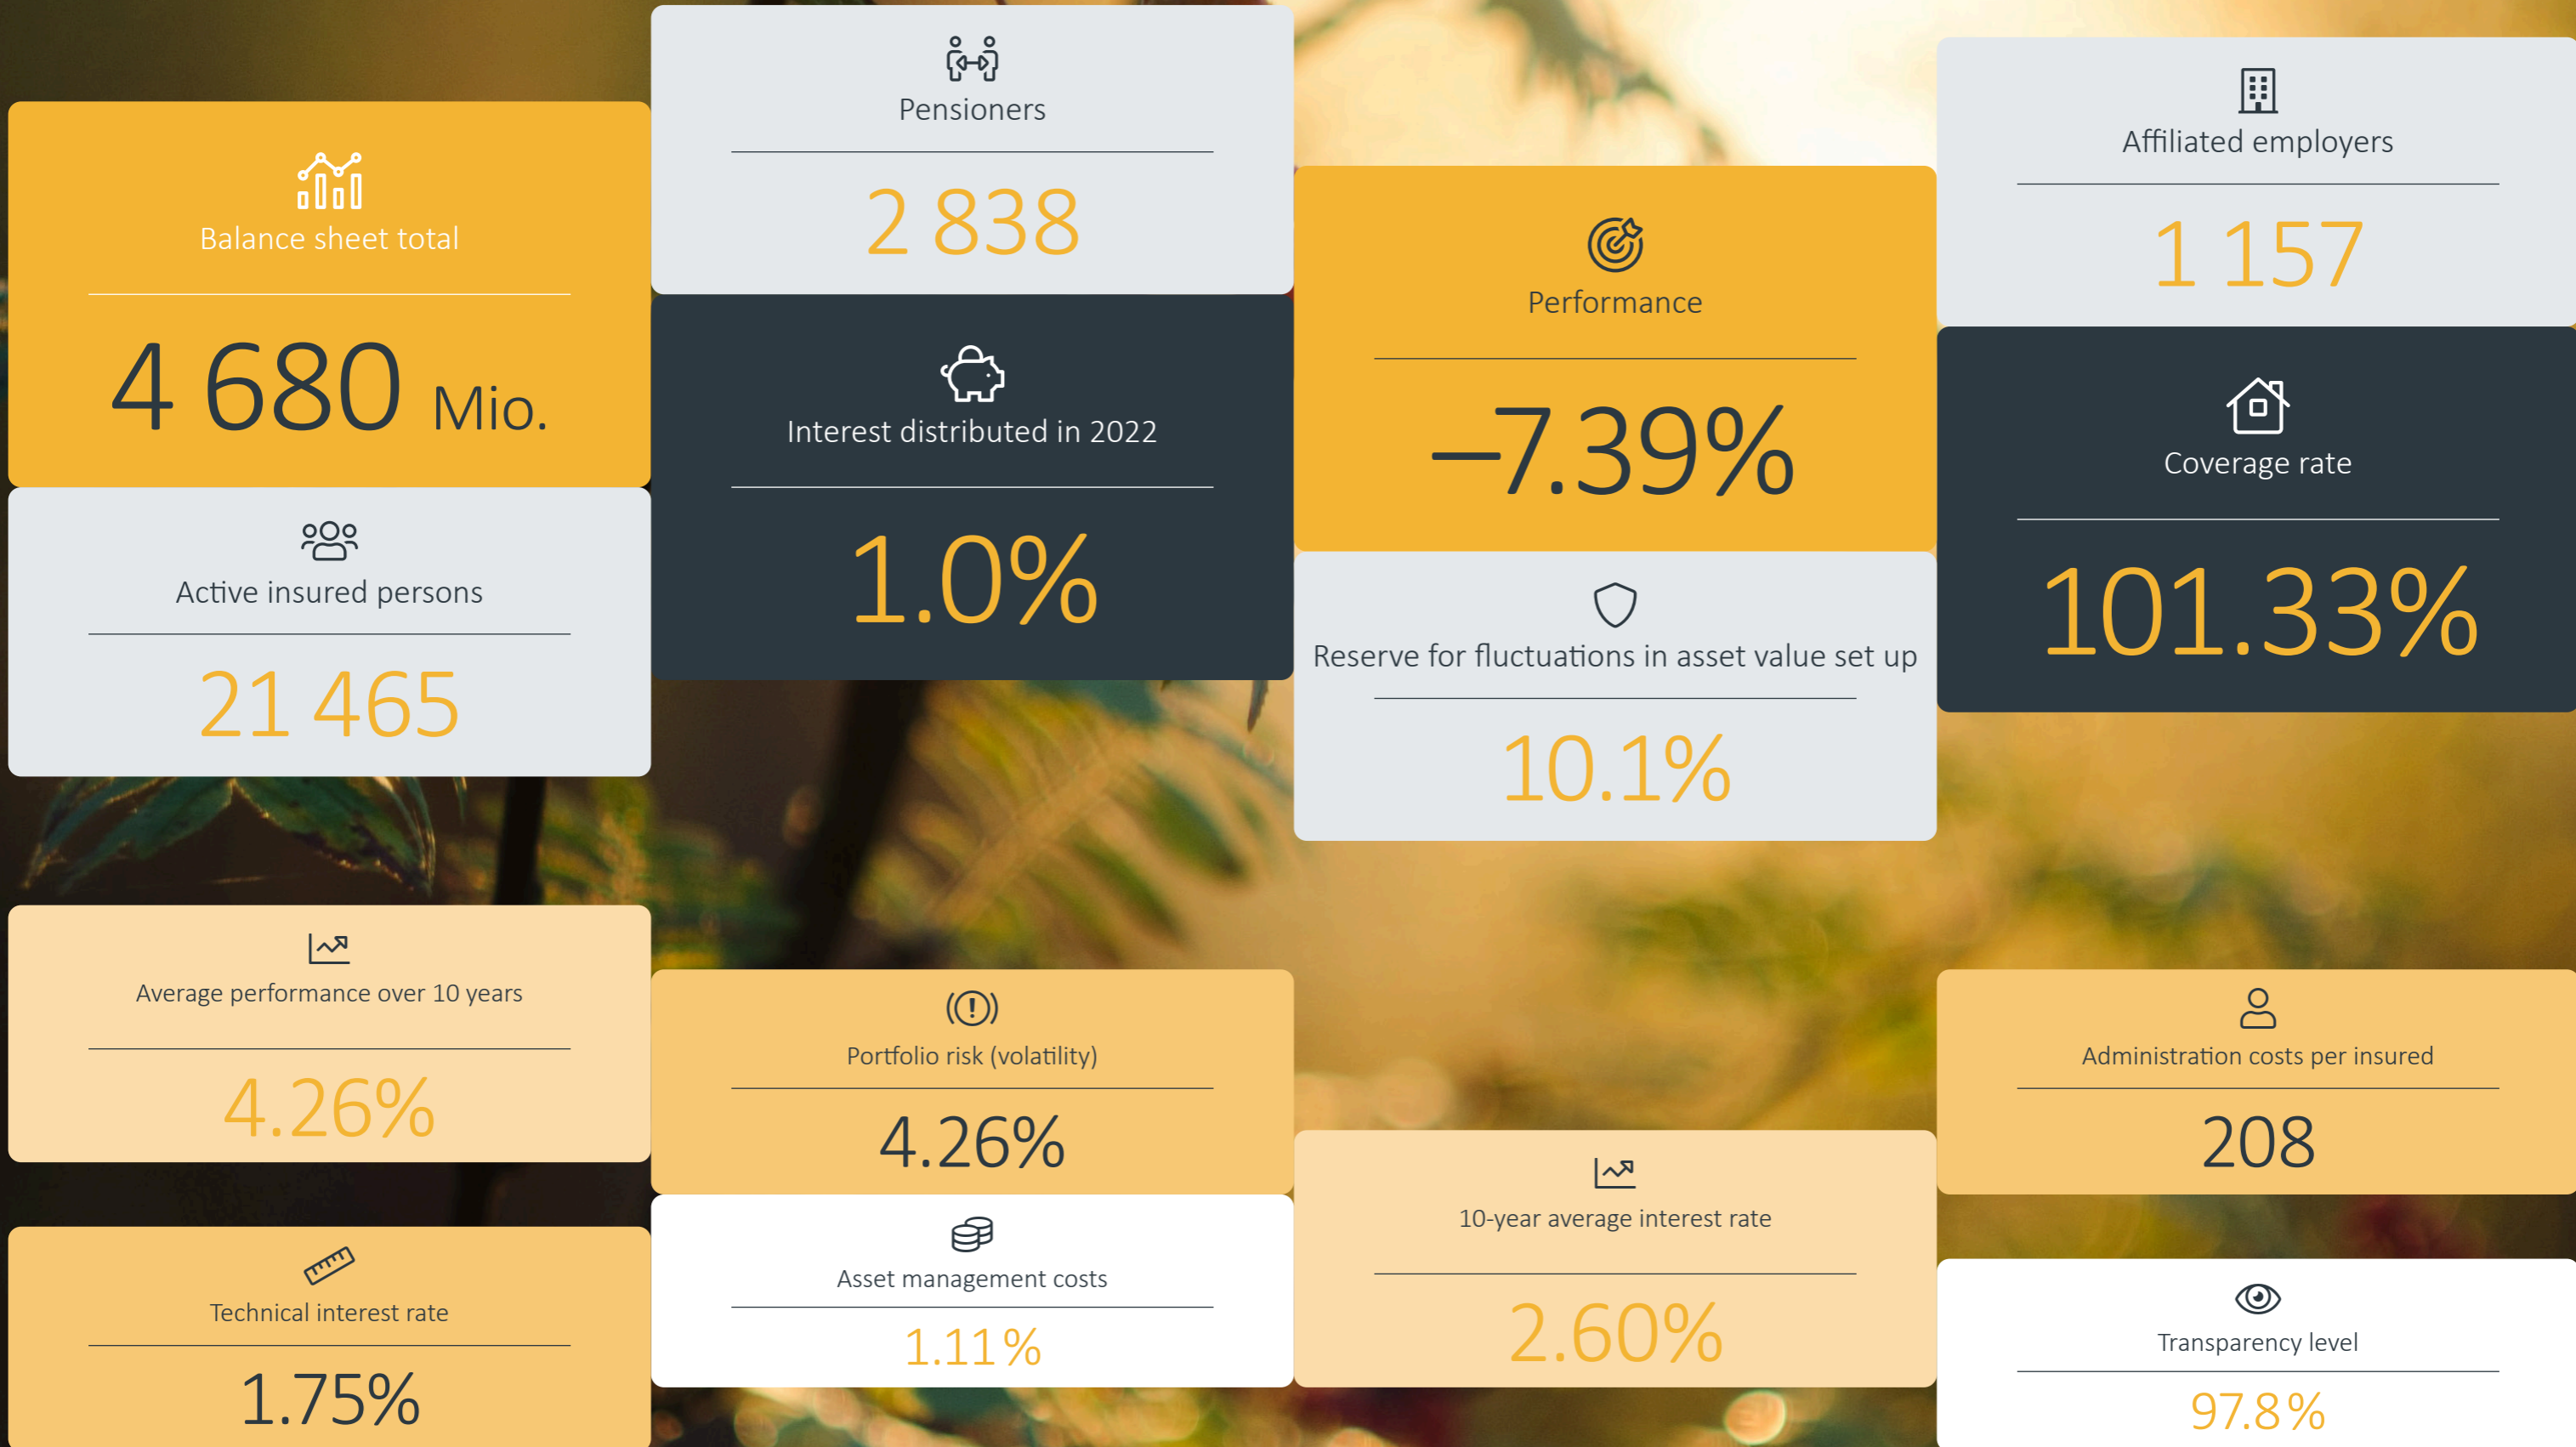 Balance sheet total
4 680 Mio.
Active insured persons
21 465
Pensioners
2 838
Interest distributed in 2022
1.0%
Performance
–7.39%
Reserve for fluctuations in asset value set up
10.1%
Affiliated employers
1 157
Coverage rate
101.33%
Average performance over 10 years
4.26%
Technical interest rate
1.75%
Portfolio risk (volatility)
4.26%
Asset management costs
1.11%
10-year average interest rate
2.60%
Administration costs per insured
208
Transparency level
97.8%